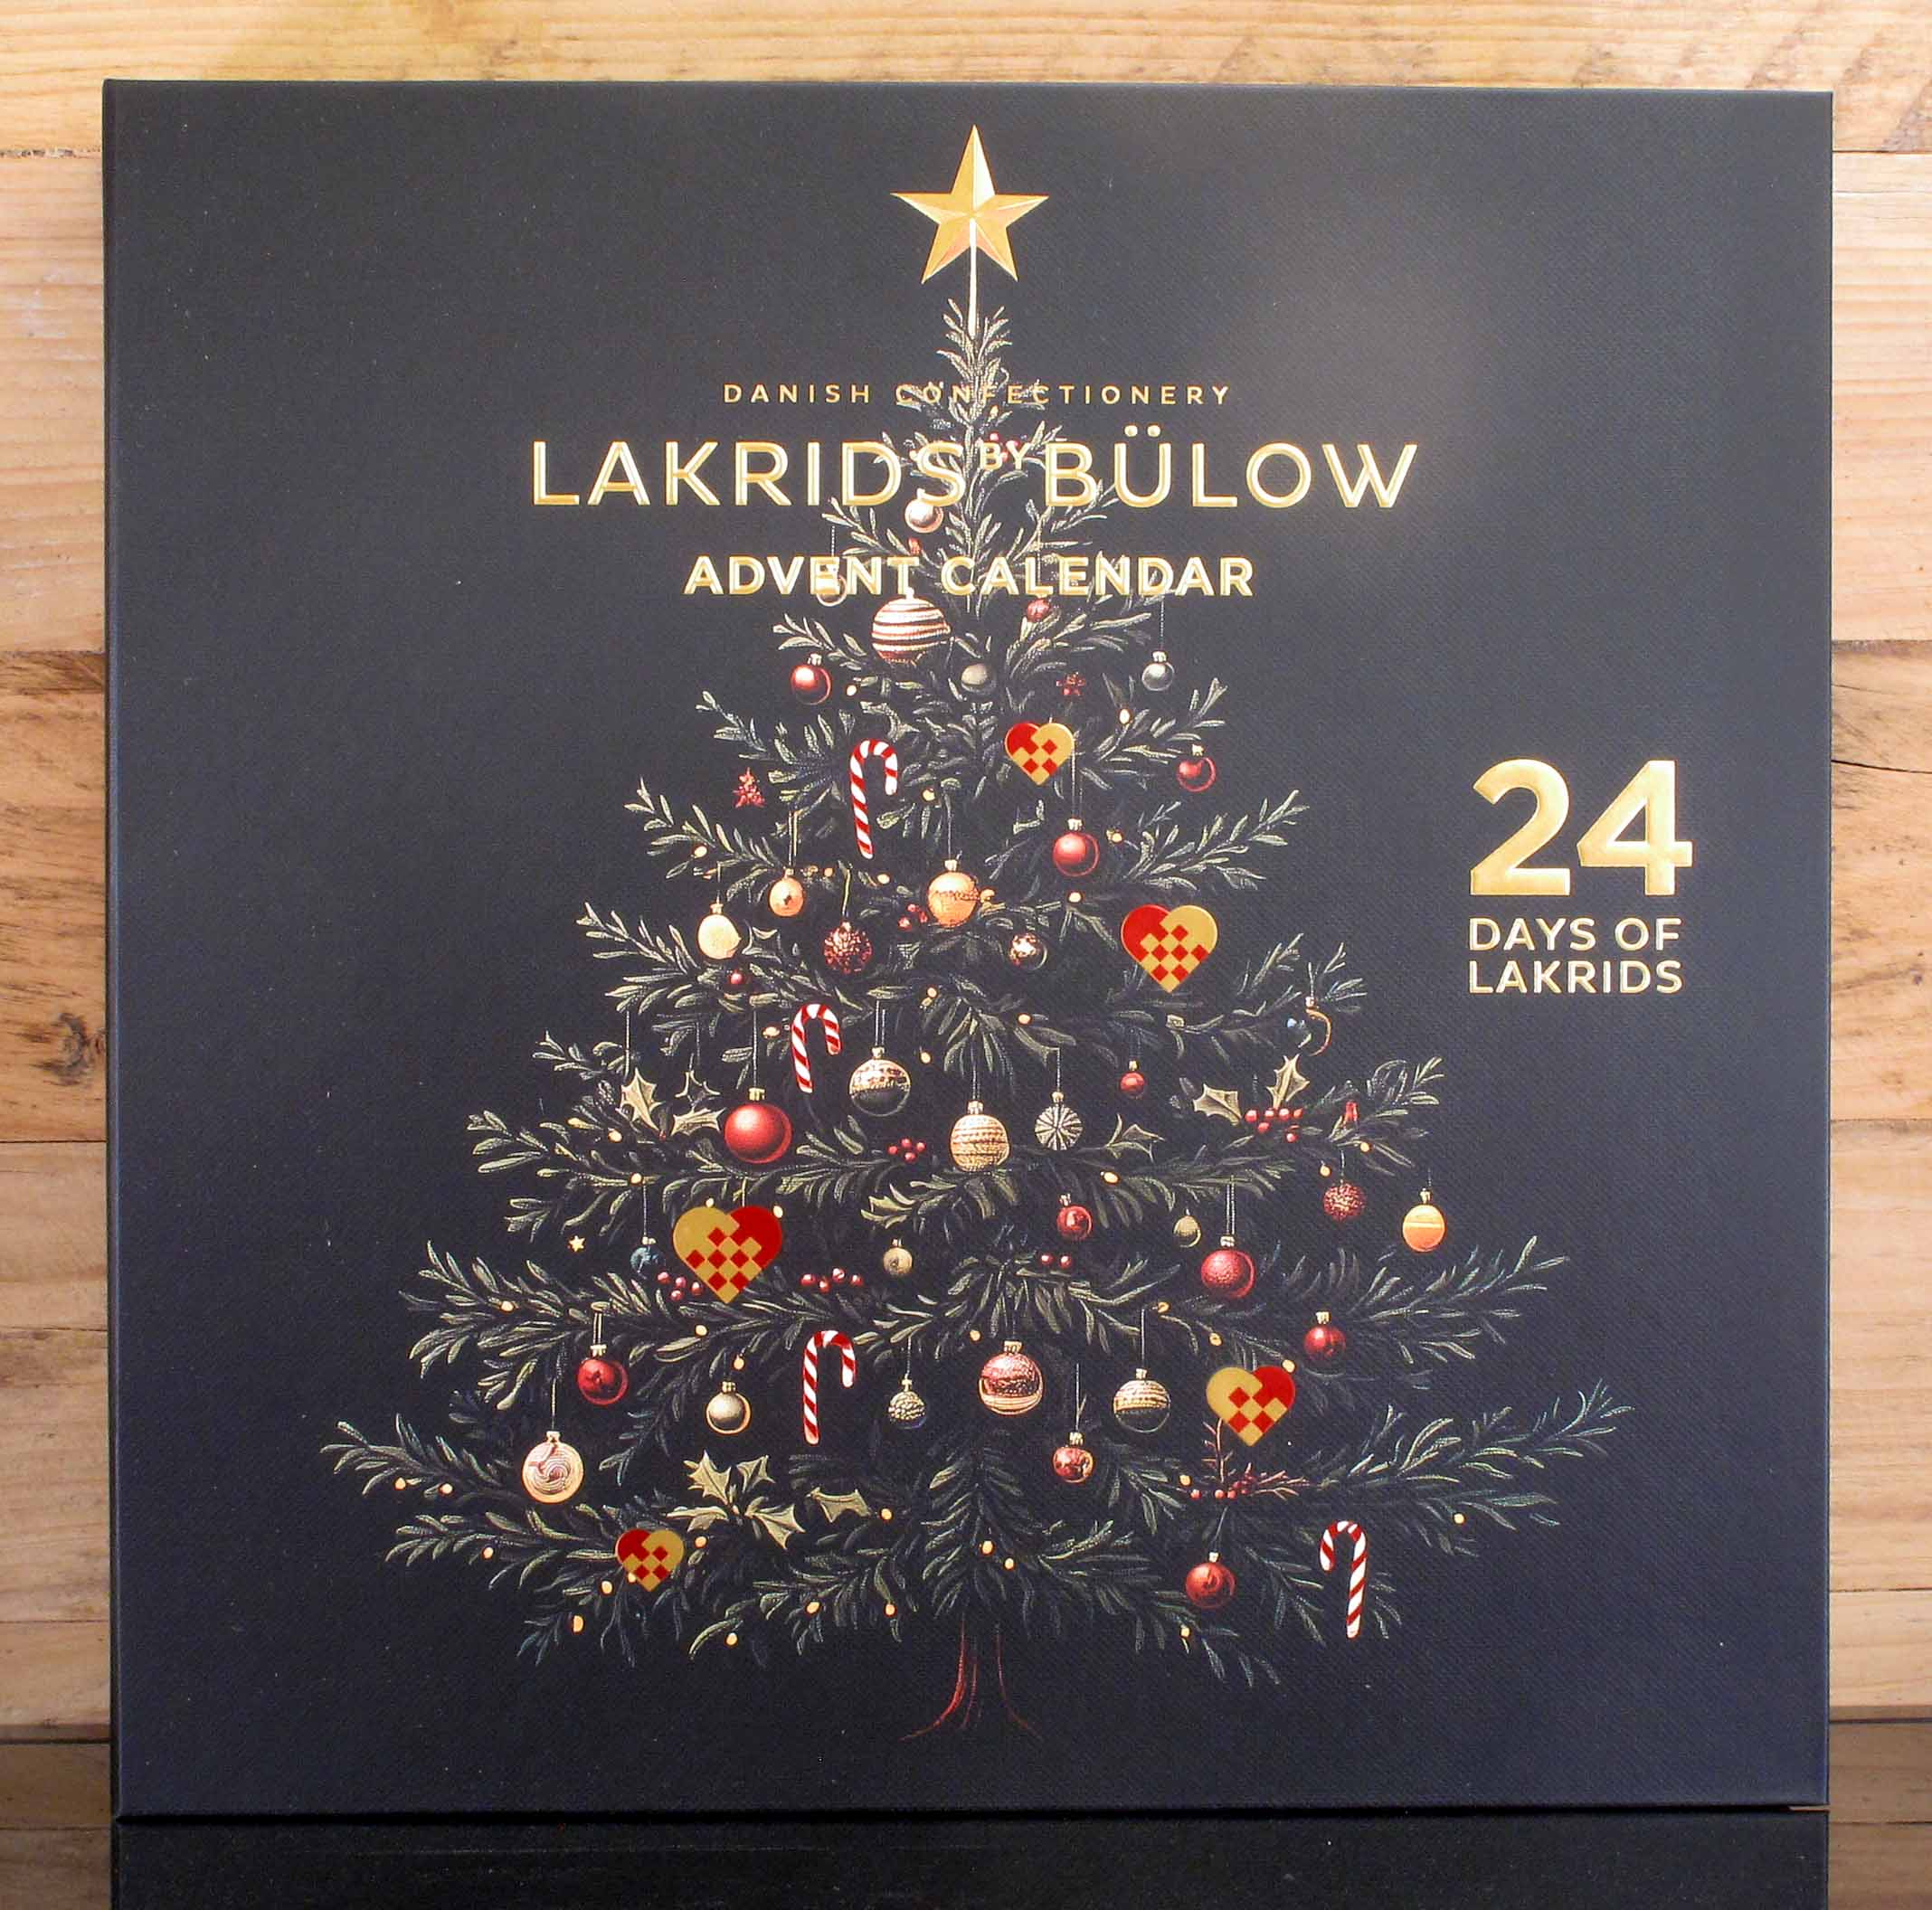 DANISH CONFECTIONERY
LAKRIDS BY BÜLOW
ADVENT CALENDAR
24
DAYS OF
LAKRIDS